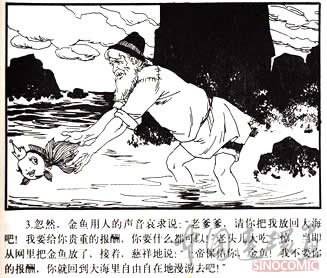 3.忽然，金鱼用人的声音哀求说："老爹爹，请你把我放回大海
吧！我要给你贵重的报酬，你要什么都可以！"老头儿大吃一惊，立即
从网里把金鱼放了，接着，慈祥地说："上帝保佑你，金鱼！我不要你
的报酬，你就回到大海里自由自在地漫游去吧！"
SINOCOMIC